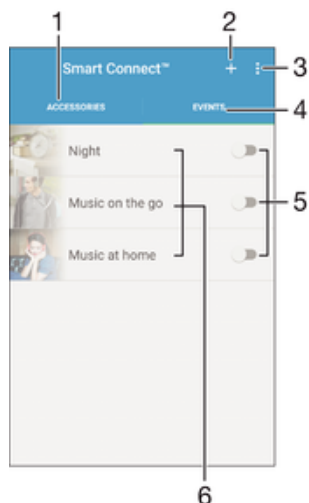 1
2
Smart Connect™ + 3
ACCESSORIES EVENTS 4
Night
Music on the go 5
Music at home
6